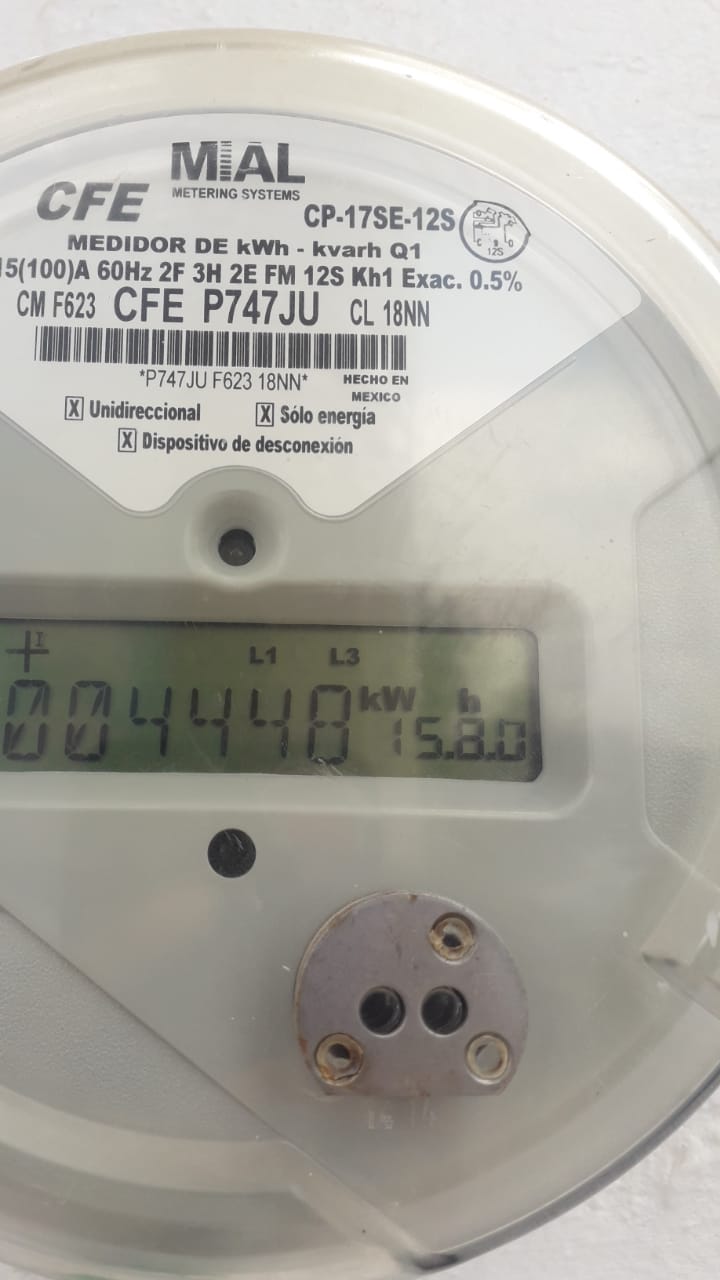 MIAL
METERING SYSTEMS
CFE
CP-17SE-12S
12S
MEDIDOR DE kWh - kvarh Q1
15(100)A 60Hz 2F 3H 2E FM 12S Kh1 Exac. 0.5%
CM F623 CFE P747JU CL 18NN
*P747JU F623 18NN*
HECHO EN
MEXICO
X Unidireccional X Sólo energía
X Dispositivo de desconexión
L1 L3
004448 kW h 15.8.0